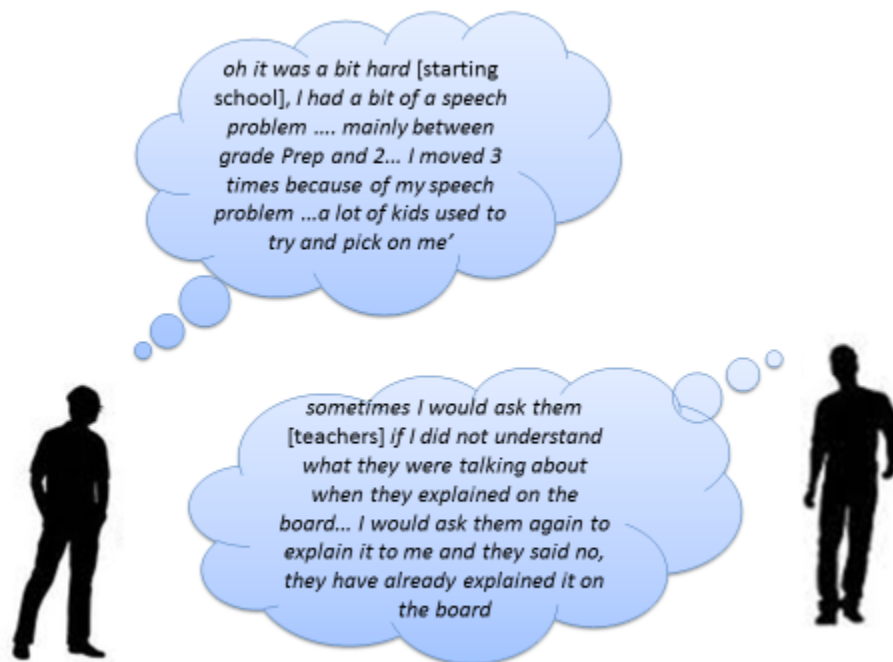 oh it was a bit hard [starting
school], I had a bit of a speech
problem .... mainly between
grade Prep and 2... I moved 3
times because of my speech
problem ...a lot of kids used to
try and pick on me’
sometimes I would ask them
[teachers] if I did not understand
what they were talking about
when they explained on the
board... I would ask them again to
explain it to me and they said no,
they have already explained it on
the board